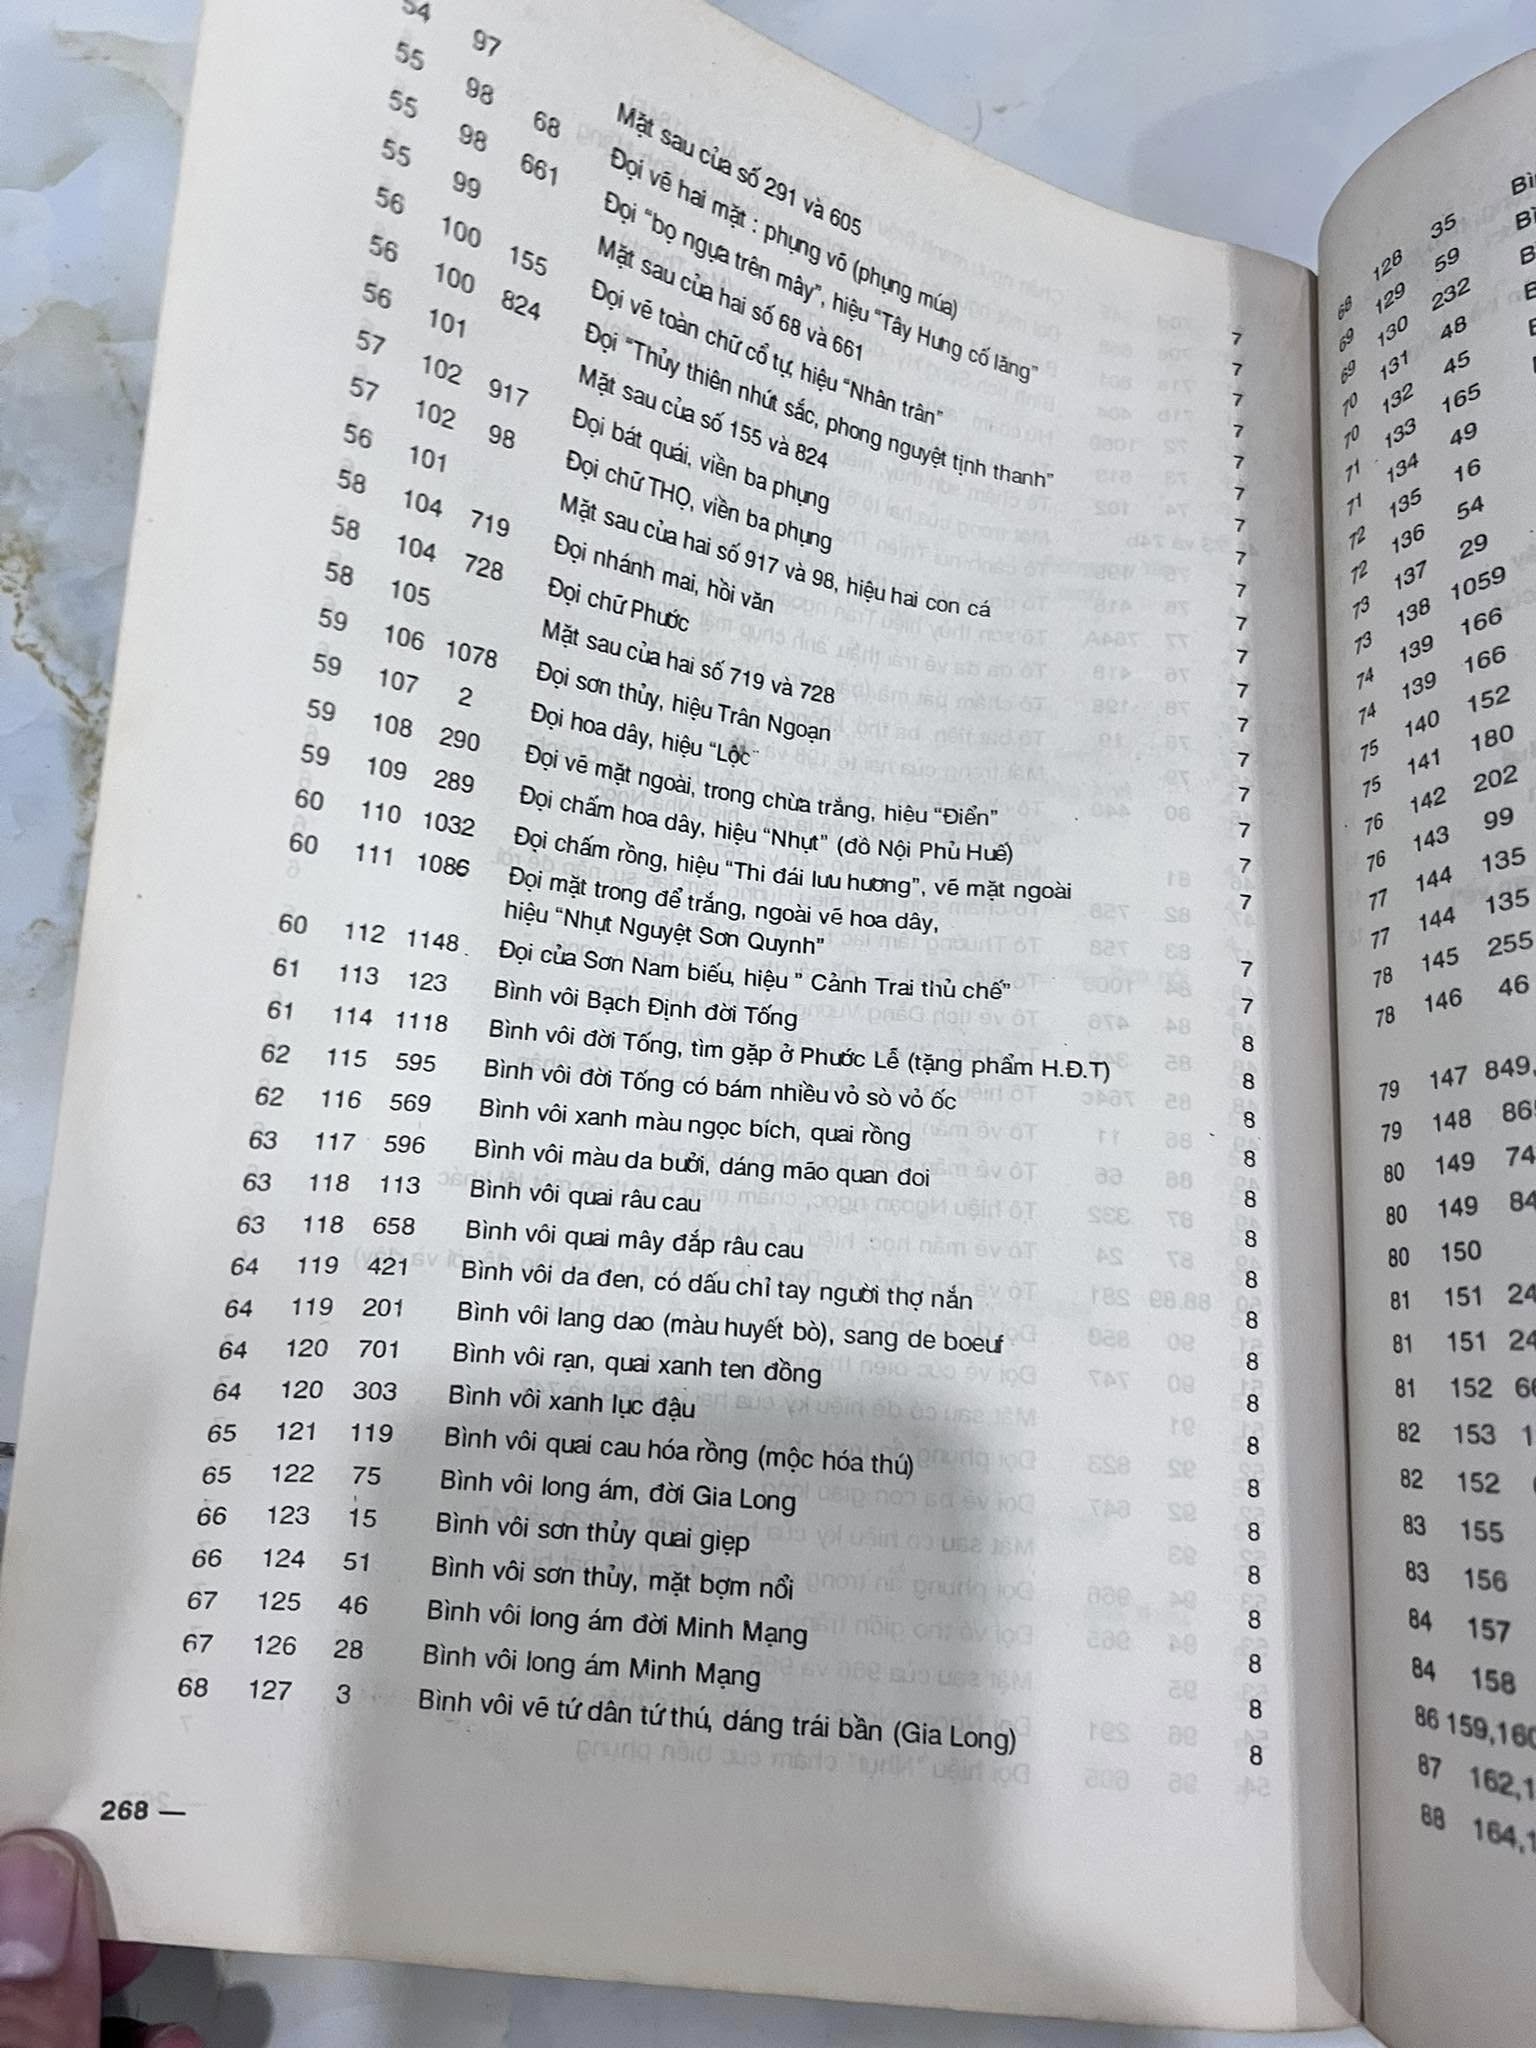 54 97 Mặt sau của số 291 và 605 7
55 98 68 Đọi vẽ hai mặt : phụng võ (phụng múa) 7
55 98 661 Đọi “bọ ngựa trên mây”, hiệu “Tây Hưng cố lăng” 7
55 99 Mặt sau của hai số 68 và 661 7
56 100 155 Đọi vẽ toàn chữ cổ tự, hiệu “Nhân trân” 7
56 100 824 Đọi “Thủy thiên nhứt sắc, phong nguyệt tịnh thanh” 7
56 101 Mặt sau của số 155 và 824 7
57 102 917 Đọi bát quái, viền ba phụng 7
57 102 98 Đọi chữ THỌ, viền ba phụng 7
56 101 Mặt sau của hai số 917 và 98, hiệu hai con cá 7
58 104 719 Đọi nhánh mai, hồi văn 7
58 104 728 Đọi chữ Phước 7
58 105 Mặt sau của hai số 719 và 728 7
59 106 1078 Đọi sơn thủy, hiệu Trân Ngoạn 7
59 107 2 Đọi hoa dây, hiệu “Lộc” 7
59 108 290 Đọi vẽ mặt ngoài, trong chừa trắng, hiệu “Điển” 7
59 109 289 Đọi chấm hoa dây, hiệu “Nhựt” (đồ Nội Phủ Huế) 7
60 110 1032 Đọi chấm rồng, hiệu “Thi đái lưu hương”, vẽ mặt ngoài 7
60 111 1086 Đọi mặt trong để trắng, ngoài vẽ hoa dây,
hiệu “Nhựt Nguyệt Sơn Quynh” 7
60 112 1148 Đọi của Sơn Nam biếu, hiệu ” Cảnh Trai thủ chế” 7
61 113 123 Bình vôi Bạch Định đời Tống 8
61 114 1118 Bình vôi đời Tống, tìm gặp ở Phước Lễ (tặng phẩm H.Đ.T) 8
62 115 595 Bình vôi đời Tống có bám nhiều vỏ sò vỏ ốc 8
62 116 569 Bình vôi xanh màu ngọc bích, quai rồng 8
63 117 596 Bình vôi màu da bưởi, dáng mão quan đoi 8
63 118 113 Bình vôi quai râu cau 8
63 118 658 Bình vôi quai mây đắp râu cau 8
64 119 421 Bình vôi da đen, có dấu chỉ tay người thợ nắn 8
64 119 201 Bình vôi lang dao (màu huyết bò), sang de boeuf 8
64 120 701 Bình vôi rạn, quai xanh ten đồng 8
64 120 303 Bình vôi xanh lục đậu 8
65 121 119 Bình vôi quai cau hóa rồng (mộc hóa thú) 8
65 122 75 Bình vôi long ám, đời Gia Long 8
66 123 15 Bình vôi sơn thủy quai giẹp 8
66 124 51 Bình vôi sơn thủy, mặt bợm nổi 8
67 125 46 Bình vôi long ám đời Minh Mạng 8
67 126 28 Bình vôi long ám Minh Mạng 8
68 127 3 Bình vôi vẽ tứ dân tứ thú, dáng trái bần (Gia Long) 8
268 —
68 128 35
69 129 59
69 130 232
70 131 48
70 132 45
71 133 165
71 134 49
72 135 16
72 136 54
73 137 29
73 138 1059
74 139 166
74 139 166
75 140 152
75 141 180
76 142 202
76 143 99
77 144 135
77 144 135
78 145 255
78 146 46
79 147 849,
79 148
80 149
80 149
80 150
81 151
81 151
81 152
82 153
82 152
83 155
83 156
84 157
84 158
86 159,160
87 162,
88 164,